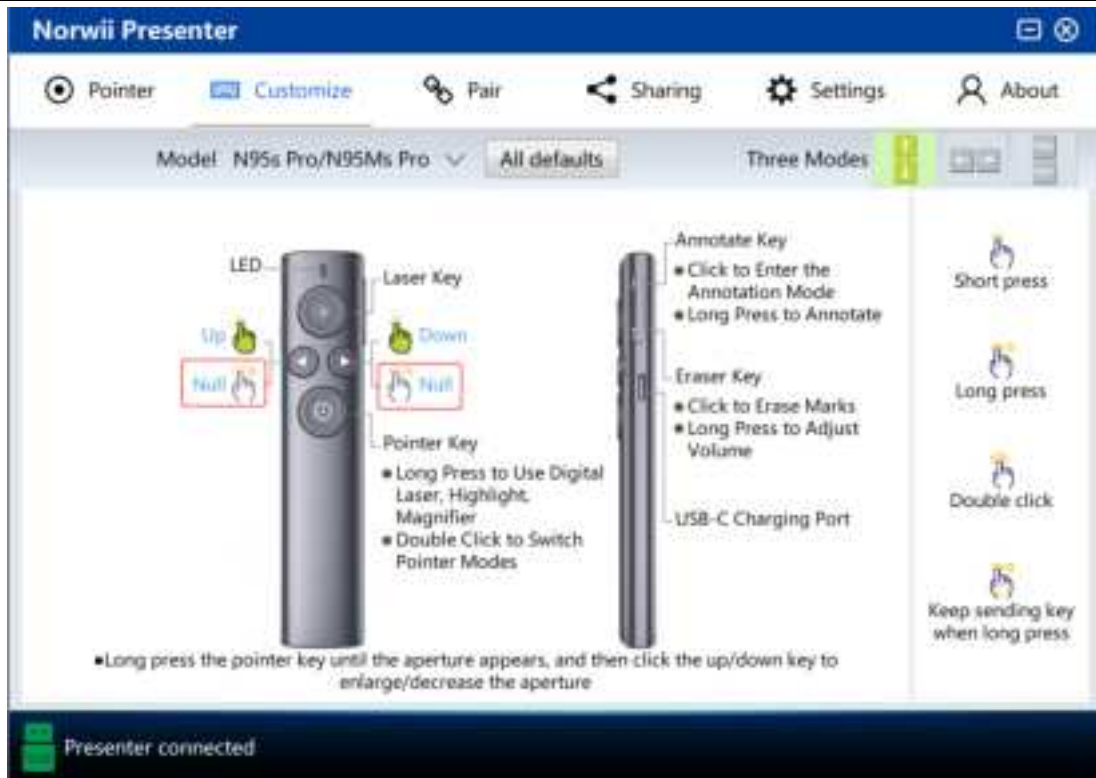 Norwii Presenter
Pointer
Customize
Pair
Sharing
Settings
About
Model N95s Pro/N95Ms Pro
All defaults
Three Modes
LED
Laser Key
Up
Down
Null
Null
Pointer Key
●Long Press to Use Digital
Laser, Highlight,
Magnifier
●Double Click to Switch
Pointer Modes
Annotate Key
●Click to Enter the
Annotation Mode
●Long Press to Annotate
Eraser Key
●Click to Erase Marks
●Long Press to Adjust
Volume
USB-C Charging Port
Short press
Long press
Double click
Keep sending key
when long press
●Long press the pointer key until the aperture appears, and then click the up/down key to
enlarge/decrease the aperture
Presenter connected